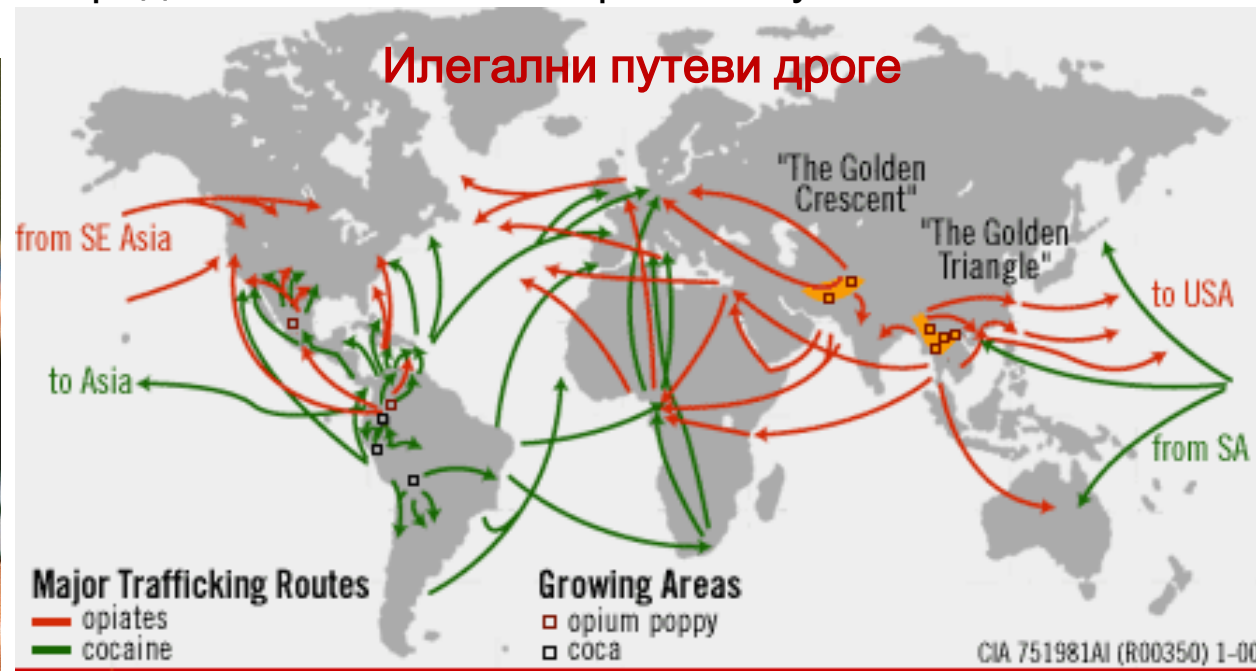 Илегални путеви дроге
"The Golden
Crescent"
"The Golden
Triangle"
from SE Asia
to USA
to Asia
from SA
Major Trafficking Routes
opiates
cocaine
Growing Areas
opium poppy
coca
CIA 751981AI (R00350) 1-00